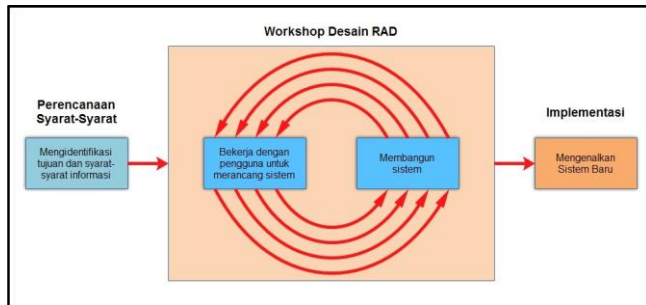 Workshop Desain RAD
Perencanaan
Syarat-Syarat
Mengidentifikasi
tujuan dan syarat-
syarat informasi
Bekerja dengan
pengguna untuk
merancang sistem
Membangun
sistem
Implementasi
Mengenalkan
Sistem Baru